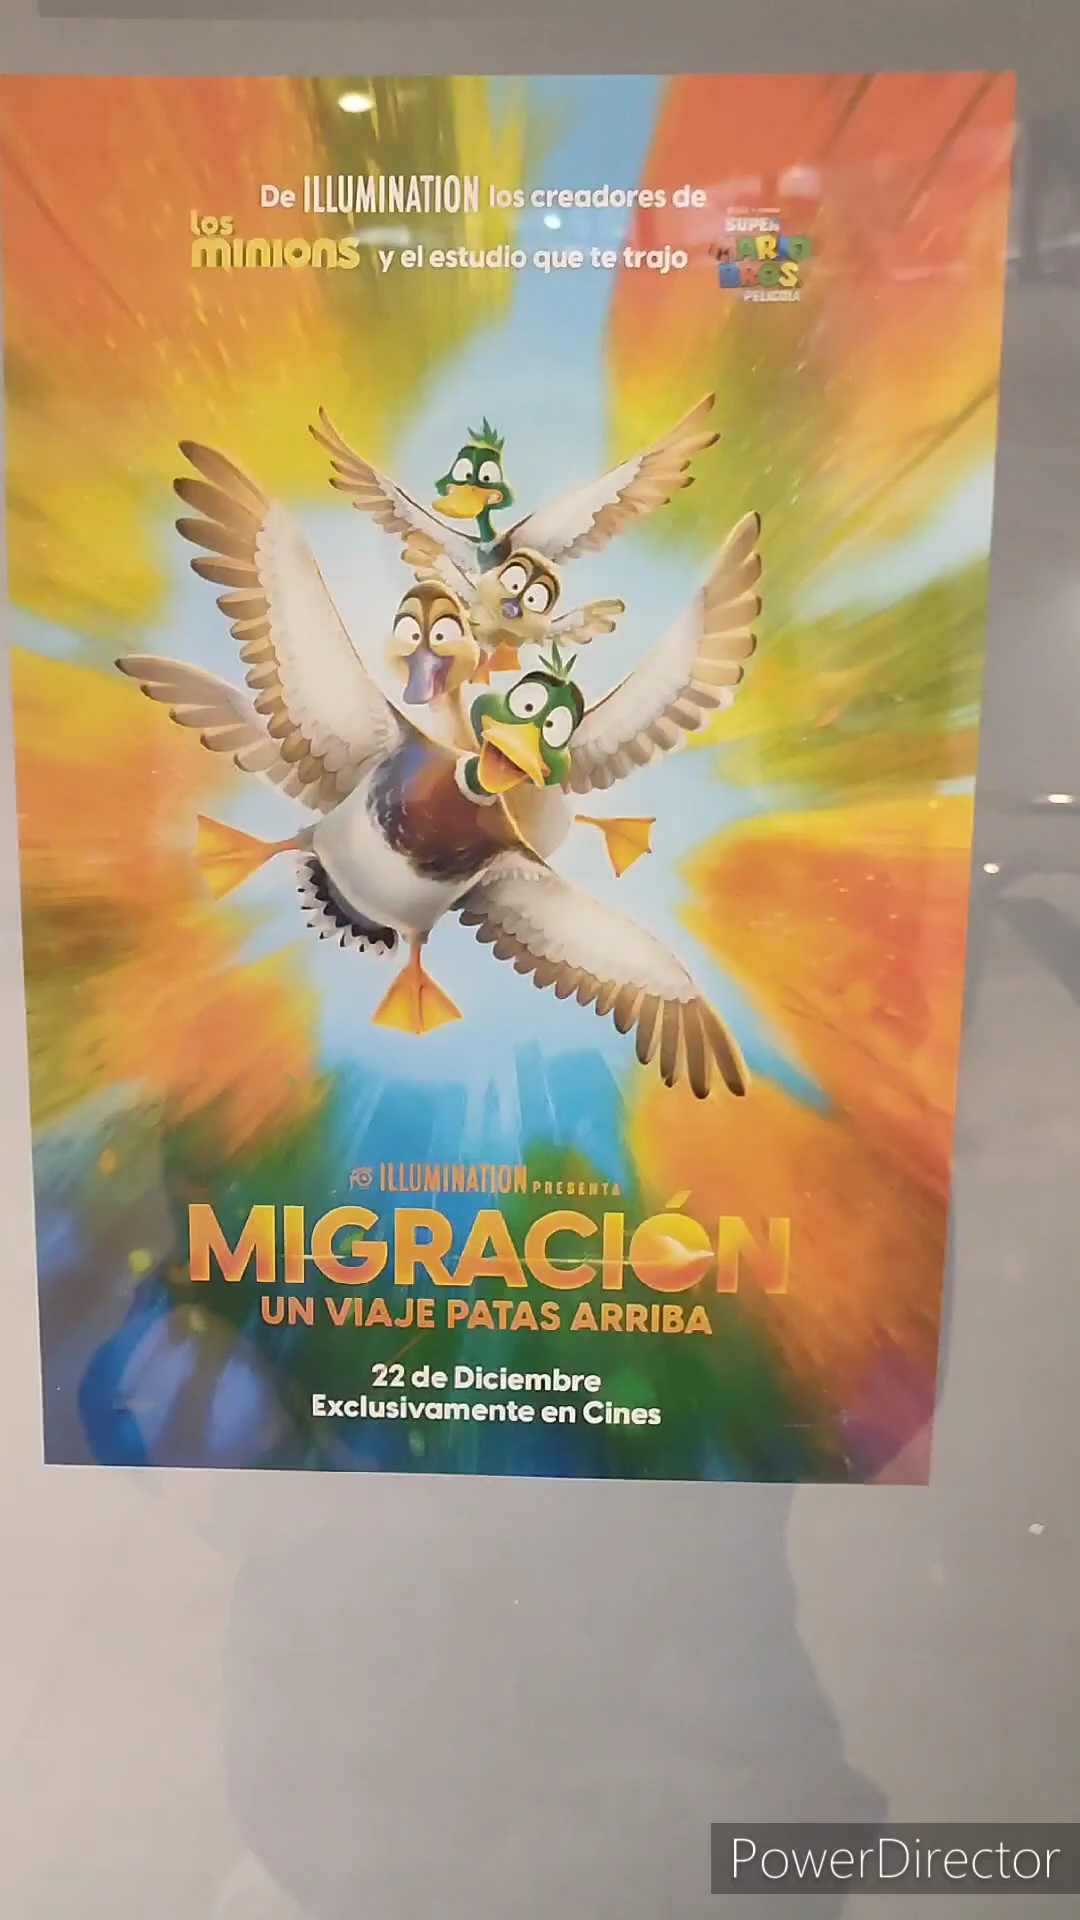 De ILLUMINATION los creadores de
los minions y el estudio que te trajo SUPER MARIO BROS. PELÍCULA
ILLUMINATION PRESENTA
MIGRACIÓN
UN VIAJE PATAS ARRIBA
22 de Diciembre
Exclusivamente en Cines
PowerDirector